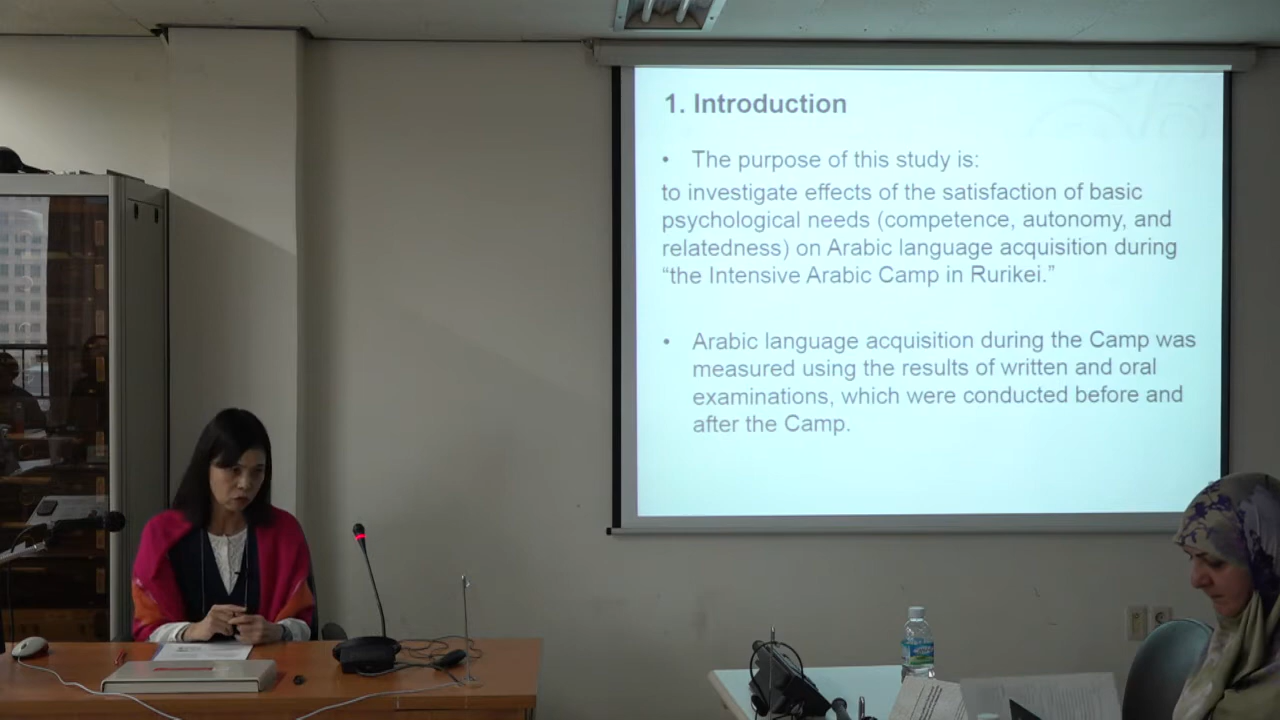 1. Introduction
• The purpose of this study is:
to investigate effects of the satisfaction of basic
psychological needs (competence, autonomy, and
relatedness) on Arabic language acquisition during
“the Intensive Arabic Camp in Rurikei.”
• Arabic language acquisition during the Camp was
measured using the results of written and oral
examinations, which were conducted before and
after the Camp.